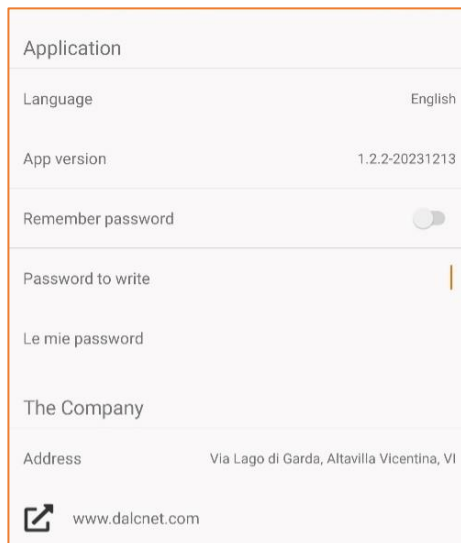 Application
Language English
App version 1.2.2-20231213
Remember password
Password to write
Le mie password
The Company
Address Via Lago di Garda, Altavilla Vicentina, VI
www.dalcnet.com